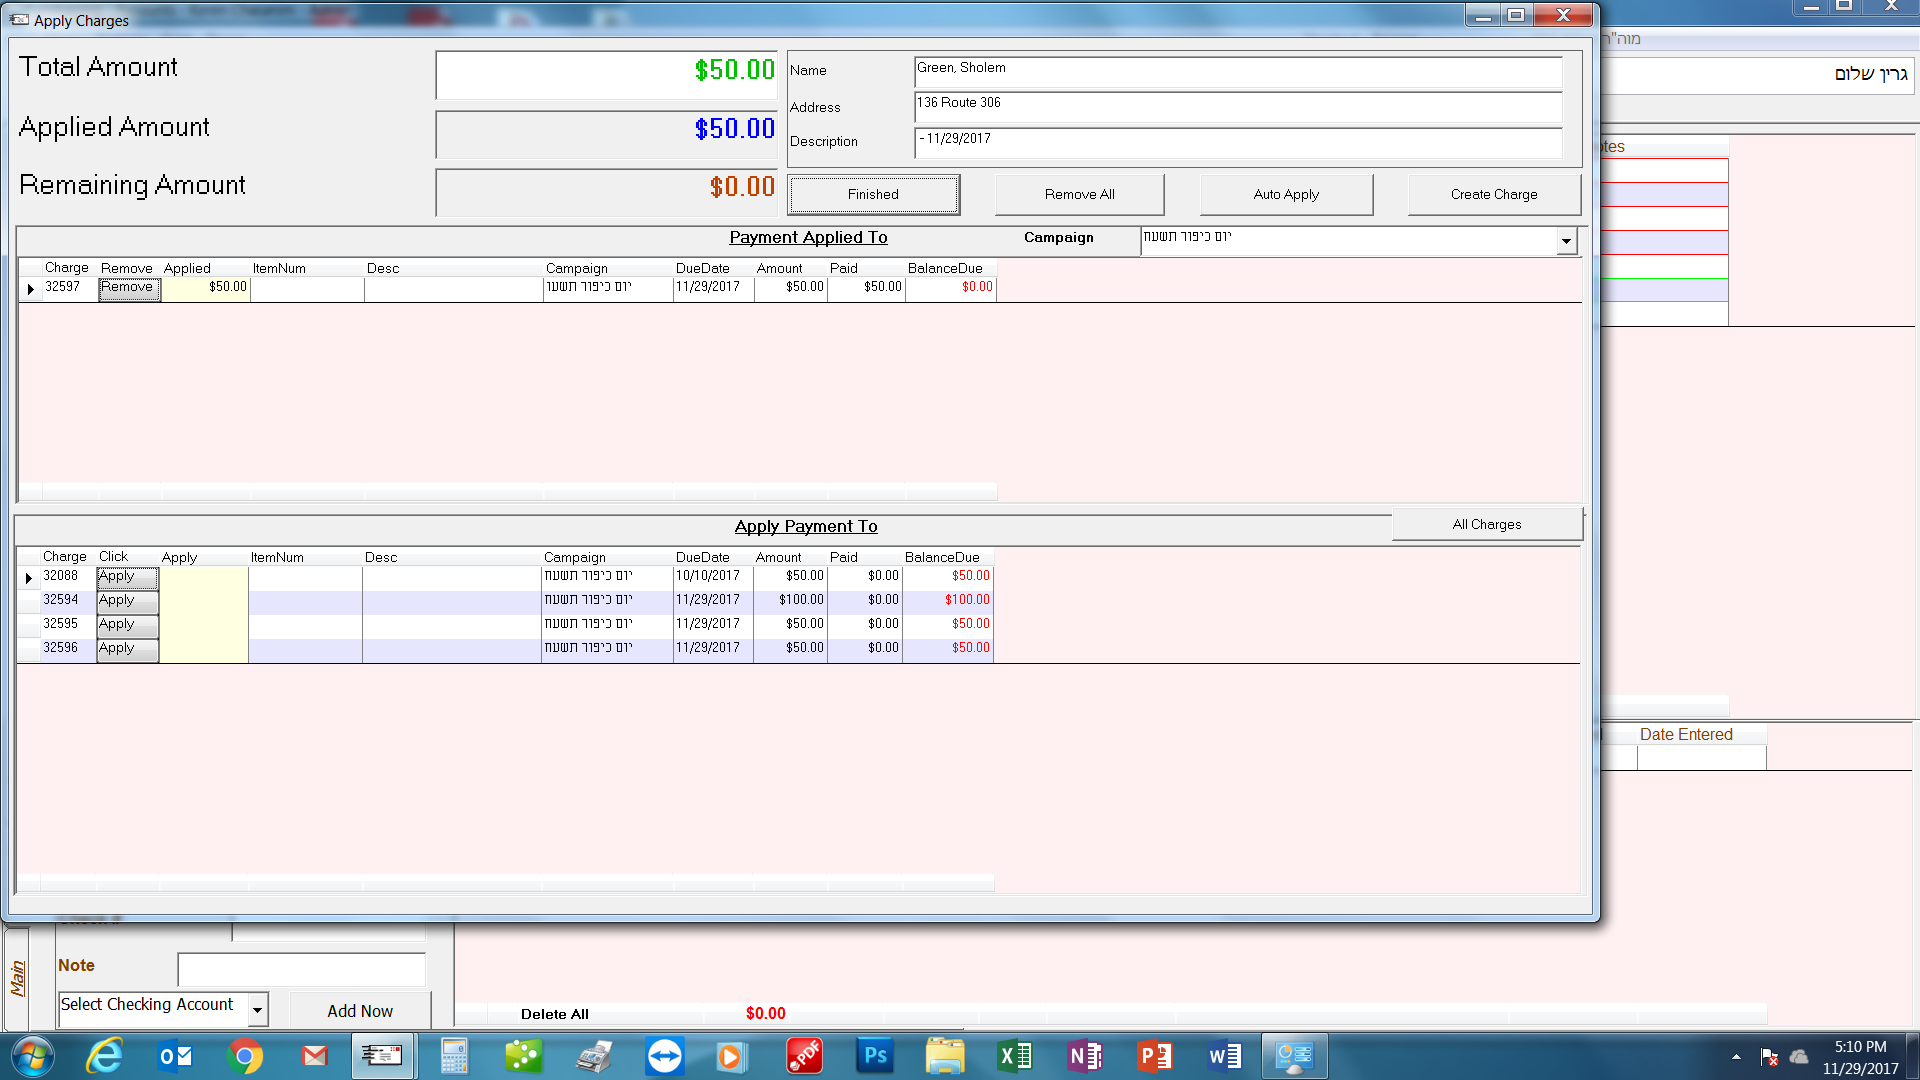 Apply Charges
Total Amount $50.00
Applied Amount $50.00
Remaining Amount $0.00
Name Green, Sholem
Address 136 Route 306
Description - 11/29/2017
Finished Remove All Auto Apply Create Charge
Payment Applied To Campaign יום כיפור תשעח
Charge Remove Applied ItemNum Desc Campaign DueDate Amount Paid BalanceDue
32597 Remove $50.00 יום כיפור תשעו 11/29/2017 $50.00 $50.00 $0.00
Apply Payment To All Charges
Charge Click Apply ItemNum Desc Campaign DueDate Amount Paid BalanceDue
32088 Apply יום כיפור תשעח 10/10/2017 $50.00 $0.00 $50.00
32594 Apply יום כיפור תשעח 11/29/2017 $100.00 $0.00 $100.00
32595 Apply יום כיפור תשעח 11/29/2017 $50.00 $0.00 $50.00
32596 Apply יום כיפור תשעח 11/29/2017 $50.00 $0.00 $50.00
מוה"ר
גרין שלום
Date Entered
Main
Note
Select Checking Account Add Now
Delete All $0.00
PDF Ps
5:10 PM
11/29/2017